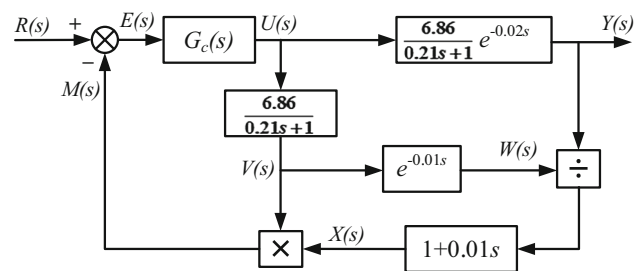 R(s) + E(s) G_c(s) U(s) 6.86 / 0.21s+1 e^{-0.02s} Y(s)
−
M(s)
6.86 / 0.21s+1
V(s) e^{-0.01s} W(s) ÷
× X(s) 1+0.01s